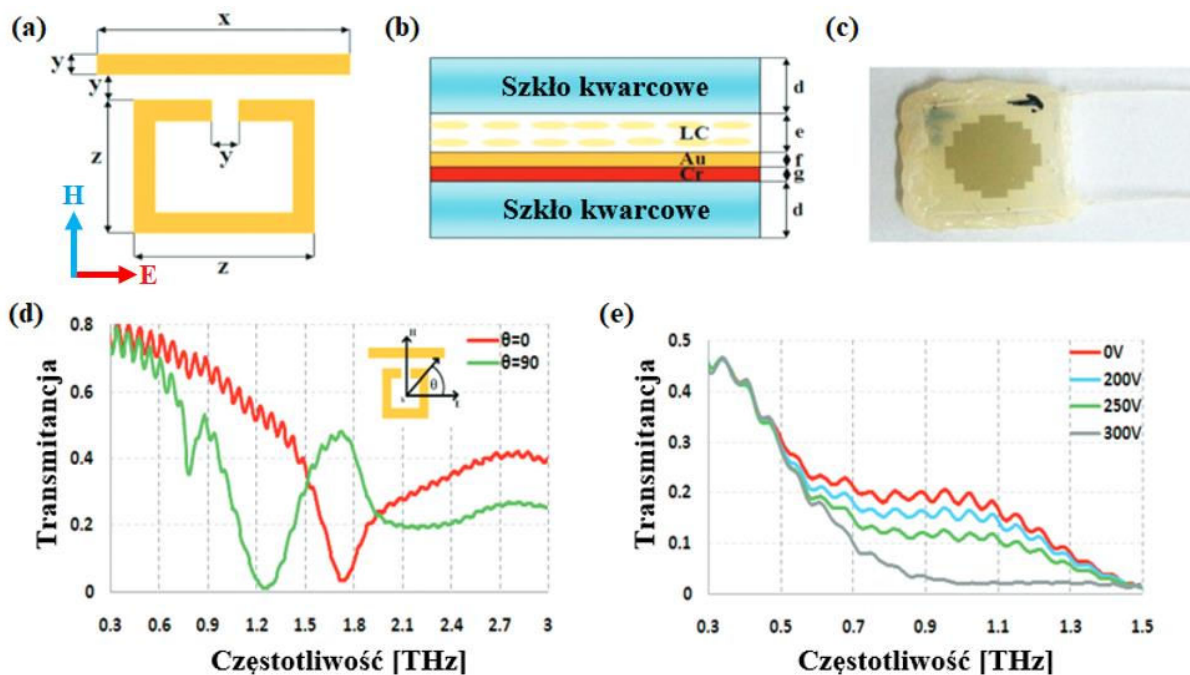 (a)
x
y
y
z
y
z
H
E
(b)
Szkło kwarcowe
d
LC
e
Au
f
Cr
g
Szkło kwarcowe
d
(c)
(d)
Transmitancja
0.8
0.6
0.4
0.2
0
0.3 0.6 0.9 1.2 1.5 1.8 2.1 2.4 2.7 3
Częstotliwość [THz]
θ=0
θ=90
θ
(e)
Transmitancja
0.5
0.4
0.3
0.2
0.1
0
0.3 0.5 0.7 0.9 1.1 1.3 1.5
Częstotliwość [THz]
0V
200V
250V
300V